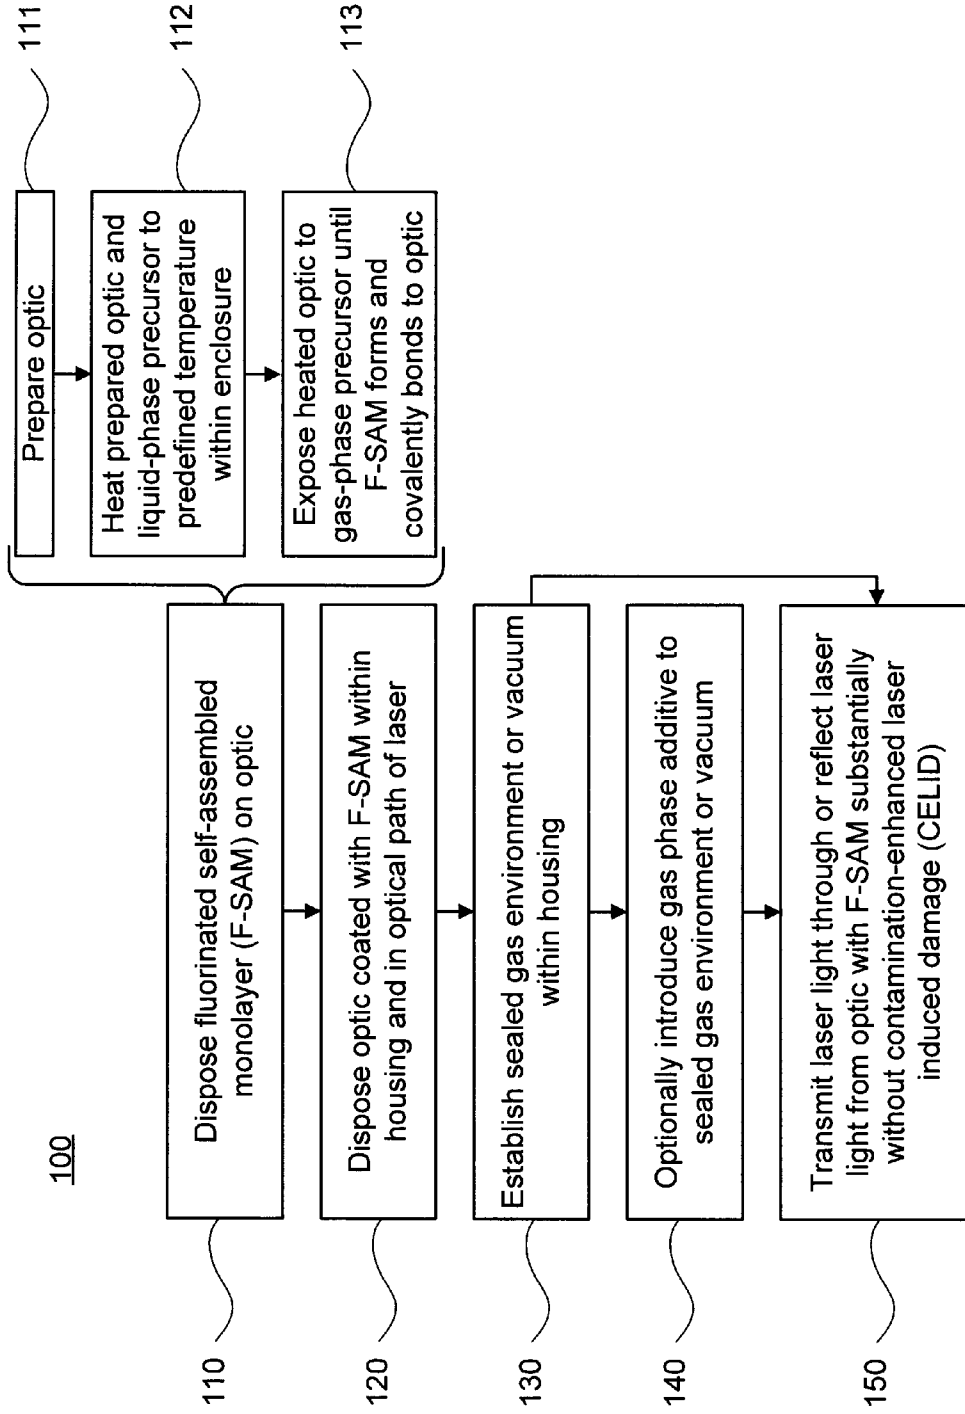 100
110
Dispose fluorinated self-assembled
monolayer (F-SAM) on optic
Prepare optic
111
Heat prepared optic and
liquid-phase precursor to
predefined temperature
within enclosure
112
Expose heated optic to
gas-phase precursor until
F-SAM forms and
covalently bonds to optic
113
120
Dispose optic coated with F-SAM within
housing and in optical path of laser
130
Establish sealed gas environment or vacuum
within housing
140
Optionally introduce gas phase additive to
sealed gas environment or vacuum
150
Transmit laser light through or reflect laser
light from optic with F-SAM substantially
without contamination-enhanced laser
induced damage (CELID)